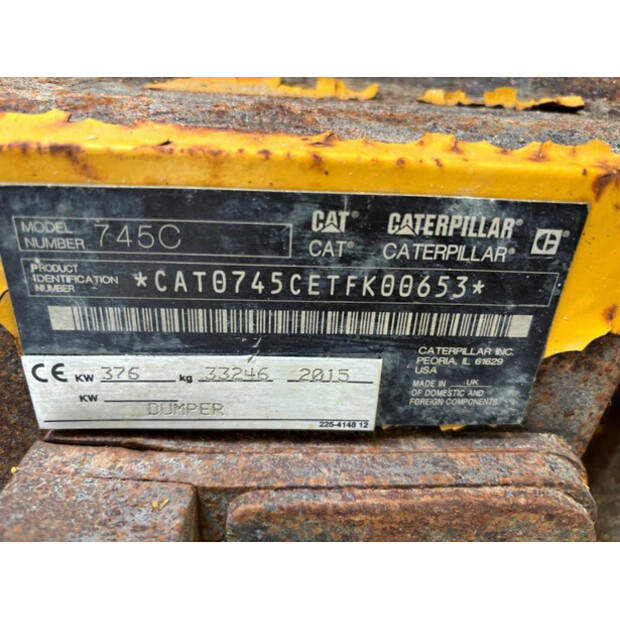 MODEL NUMBER 745C
CAT® CATERPILLAR®
CAT® CATERPILLAR®
PRODUCT IDENTIFICATION NUMBER *CAT0745CETFK00653*
CATERPILLAR INC.
PEORIA, IL 61629
USA
MADE IN UK
OF DOMESTIC AND
FOREIGN COMPONENTS
CE KW 376 kg 33246 2015
KW
DUMPER
225-4148 12